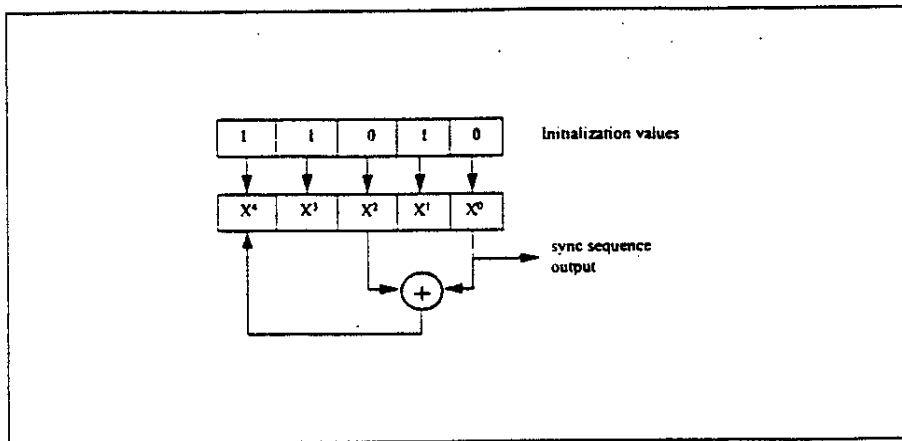 1 1 0 1 0 Initialization values
X⁴ X³ X² X¹ X⁰
sync sequence
output
+